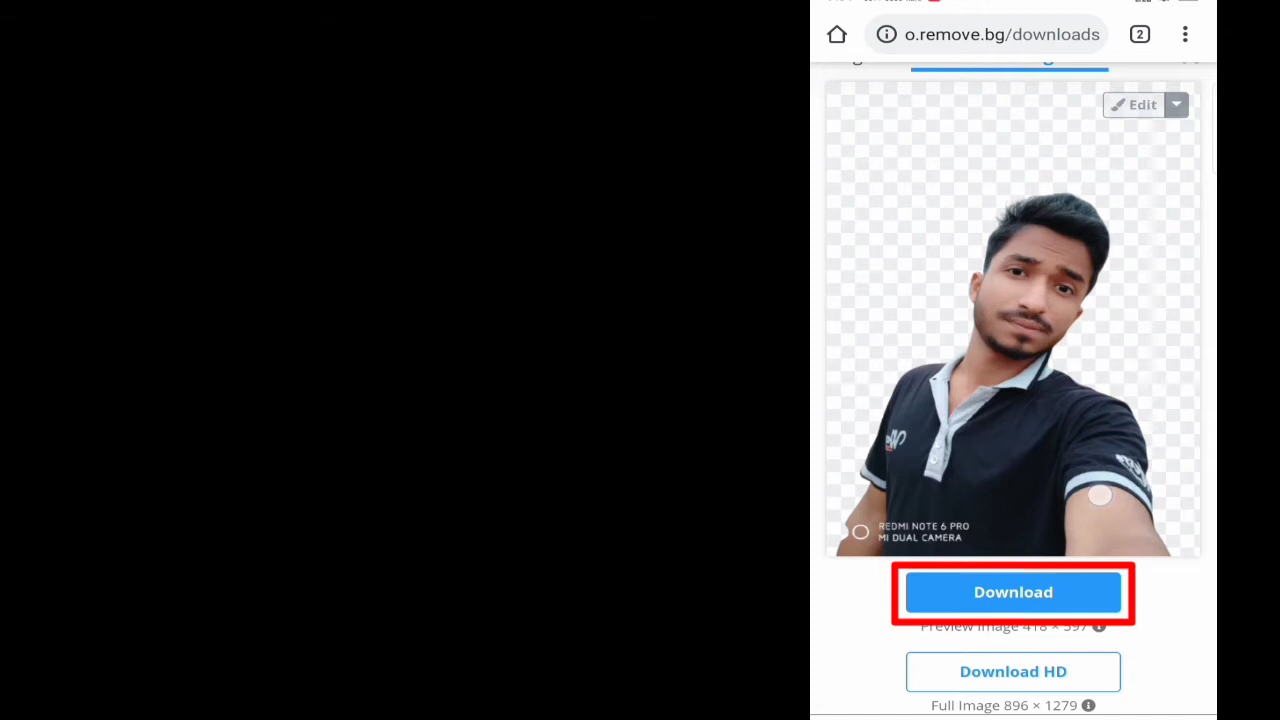 o.remove.bg/downloads
2
Edit
REDMI NOTE 6 PRO
MI DUAL CAMERA
Download
Preview Image 418 × 597
Download HD
Full Image 896 × 1279